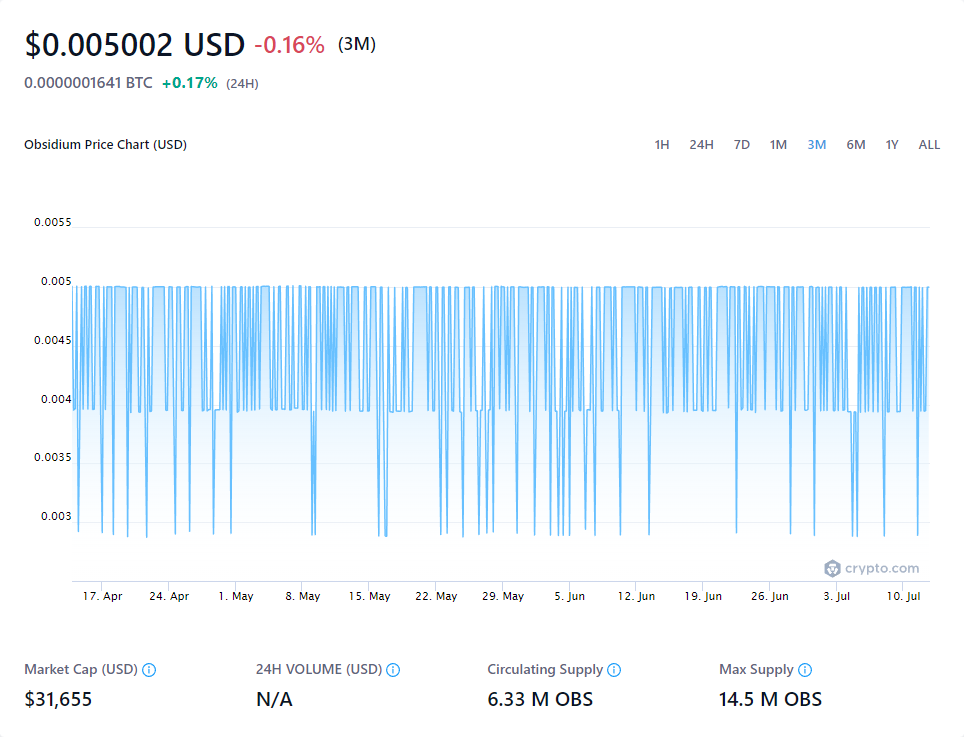 $0.005002 USD -0.16% (3M)
0.0000001641 BTC +0.17% (24H)
Obsidium Price Chart (USD) 1H 24H 7D 1M 3M 6M 1Y ALL
0.0055
0.005
0.0045
0.004
0.0035
0.003
crypto.com
17. Apr 24. Apr 1. May 8. May 15. May 22. May 29. May 5. Jun 12. Jun 19. Jun 26. Jun 3. Jul 10. Jul
Market Cap (USD) 24H VOLUME (USD) Circulating Supply Max Supply
$31,655 N/A 6.33 M OBS 14.5 M OBS